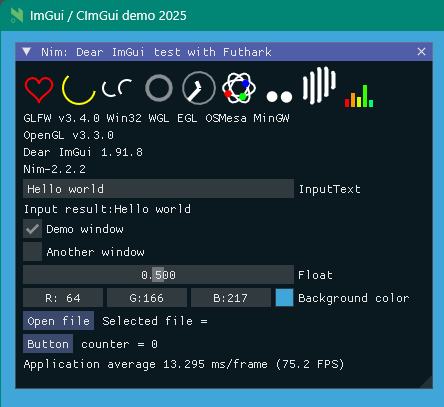 ImGui / CImGui demo 2025
Nim: Dear ImGui test with Futhark
GLFW v3.4.0 Win32 WGL EGL OSMesa MinGW
OpenGL v3.3.0
Dear ImGui 1.91.8
Nim-2.2.2
Hello world InputText
Input result:Hello world
Demo window
Another window
0.500 Float
R: 64 G:166 B:217 Background color
Open file Selected file =
Button counter = 0
Application average 13.295 ms/frame (75.2 FPS)